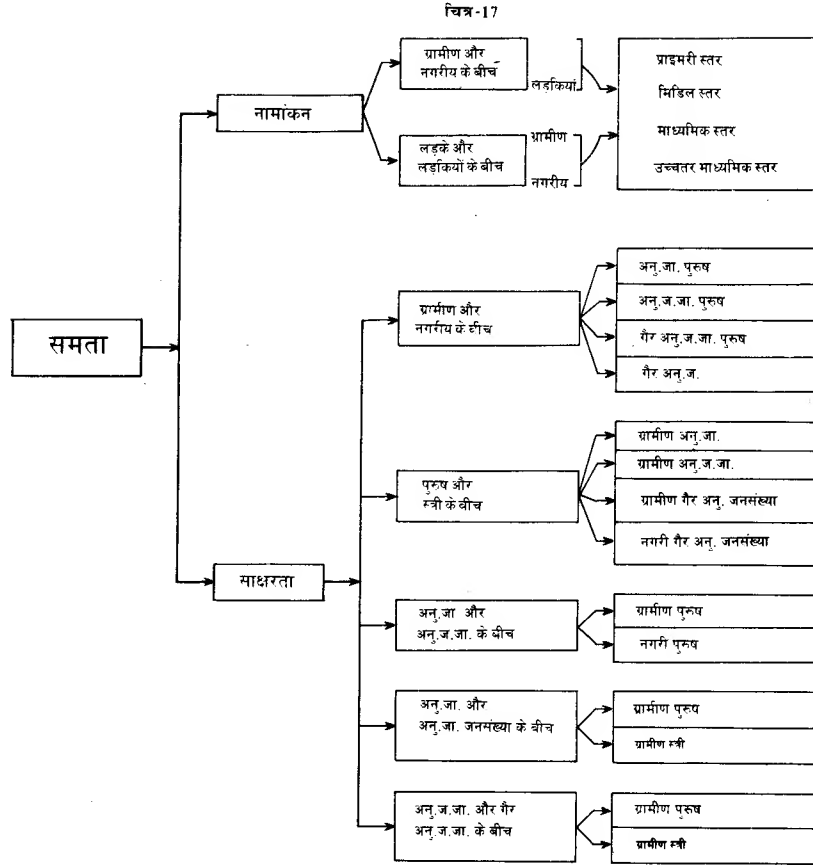 चित्र-17
ग्रामीण और
नगरीय के बीच
लड़कियां
प्राइमरी स्तर
मिडिल स्तर
माध्यमिक स्तर
उच्चतर माध्यमिक स्तर
नामांकन
लड़के और
लड़कियों के बीच
ग्रामीण
नगरीय
समता
ग्रामीण और
नगरीय के बीच
अनु.जा. पुरुष
अनु.ज.जा. पुरुष
गैर अनु.ज.जा. पुरुष
गैर अनु.ज.
पुरुष और
स्त्री के बीच
ग्रामीण अनु.जा.
ग्रामीण अनु.ज.जा.
ग्रामीण गैर अनु. जनसंख्या
नगरी गैर अनु. जनसंख्या
साक्षरता
अनु.जा और
अनु.ज.जा. के बीच
ग्रामीण पुरुष
नगरी पुरुष
अनु.जा. और
अनु.जा. जनसंख्या के बीच
ग्रामीण पुरुष
ग्रामीण स्त्री
अनु.ज.जा. और गैर
अनु.ज.जा. के बीच
ग्रामीण पुरुष
ग्रामीण स्त्री